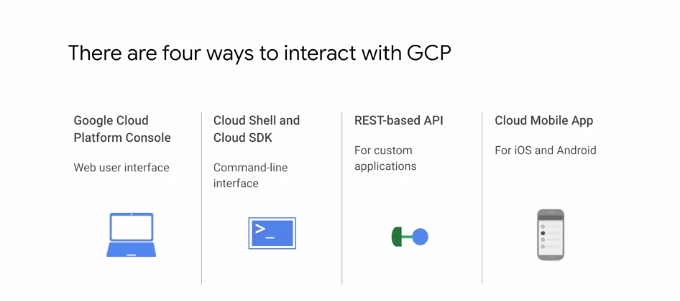 There are four ways to interact with GCP
Google Cloud
Platform Console
Web user interface
Cloud Shell and
Cloud SDK
Command-line
interface
>_
REST-based API
For custom
applications
Cloud Mobile App
For iOS and Android